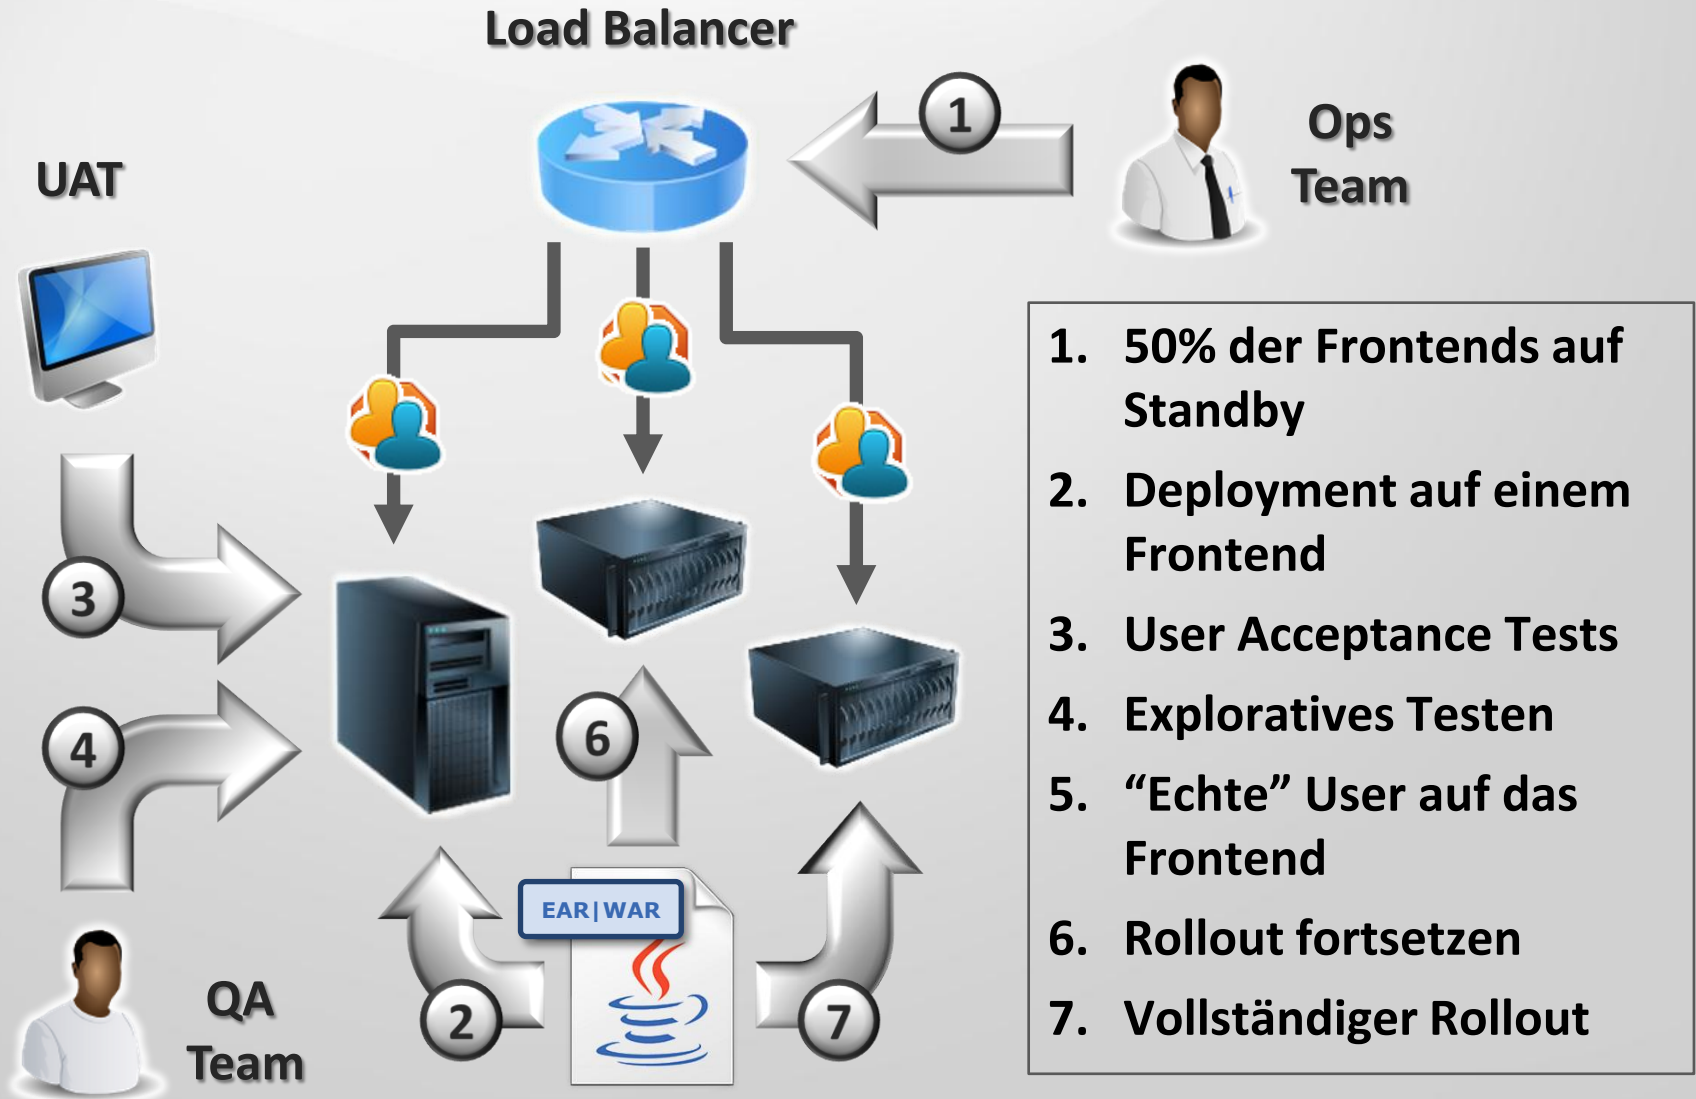 Load Balancer
1
Ops
Team
UAT
3
4
6
EAR|WAR
2
7
QA
Team
1. 50% der Frontends auf
Standby
2. Deployment auf einem
Frontend
3. User Acceptance Tests
4. Exploratives Testen
5. “Echte” User auf das
Frontend
6. Rollout fortsetzen
7. Vollständiger Rollout